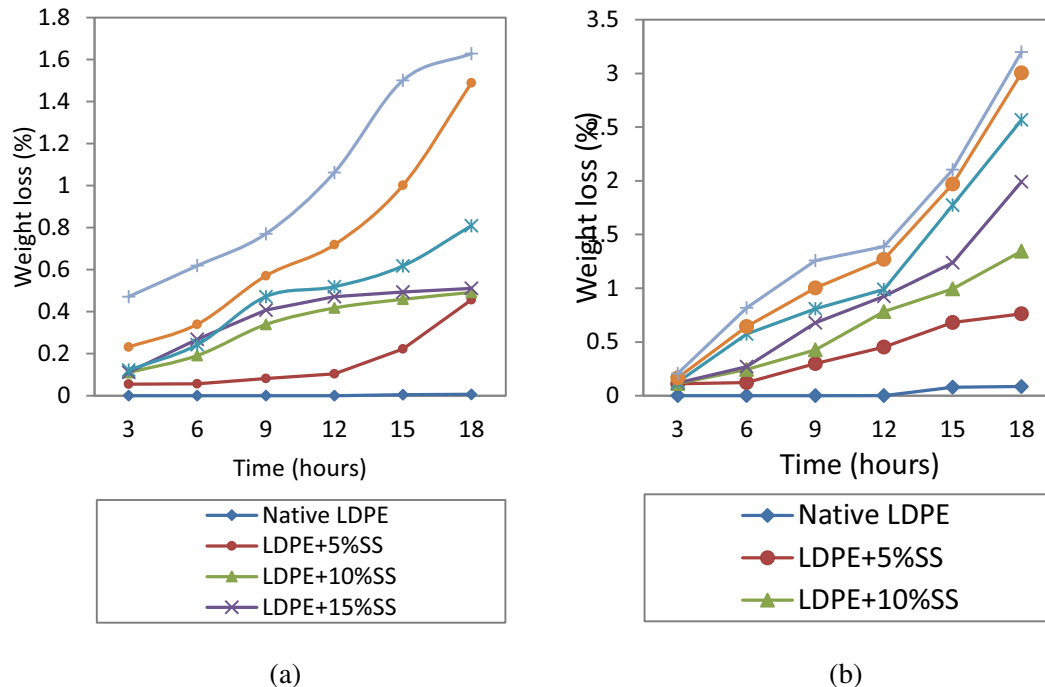 1.8
1.6
1.4
1.2
1
0.8
0.6
0.4
0.2
0
Weight loss (%)
3 6 9 12 15 18
Time (hours)
Native LDPE
LDPE+5%SS
LDPE+10%SS
LDPE+15%SS
(a)
3.5
3
2.5
2
1.5
1
0.5
0
Weight loss (%)
3 6 9 12 15 18
Time (hours)
Native LDPE
LDPE+5%SS
LDPE+10%SS
(b)